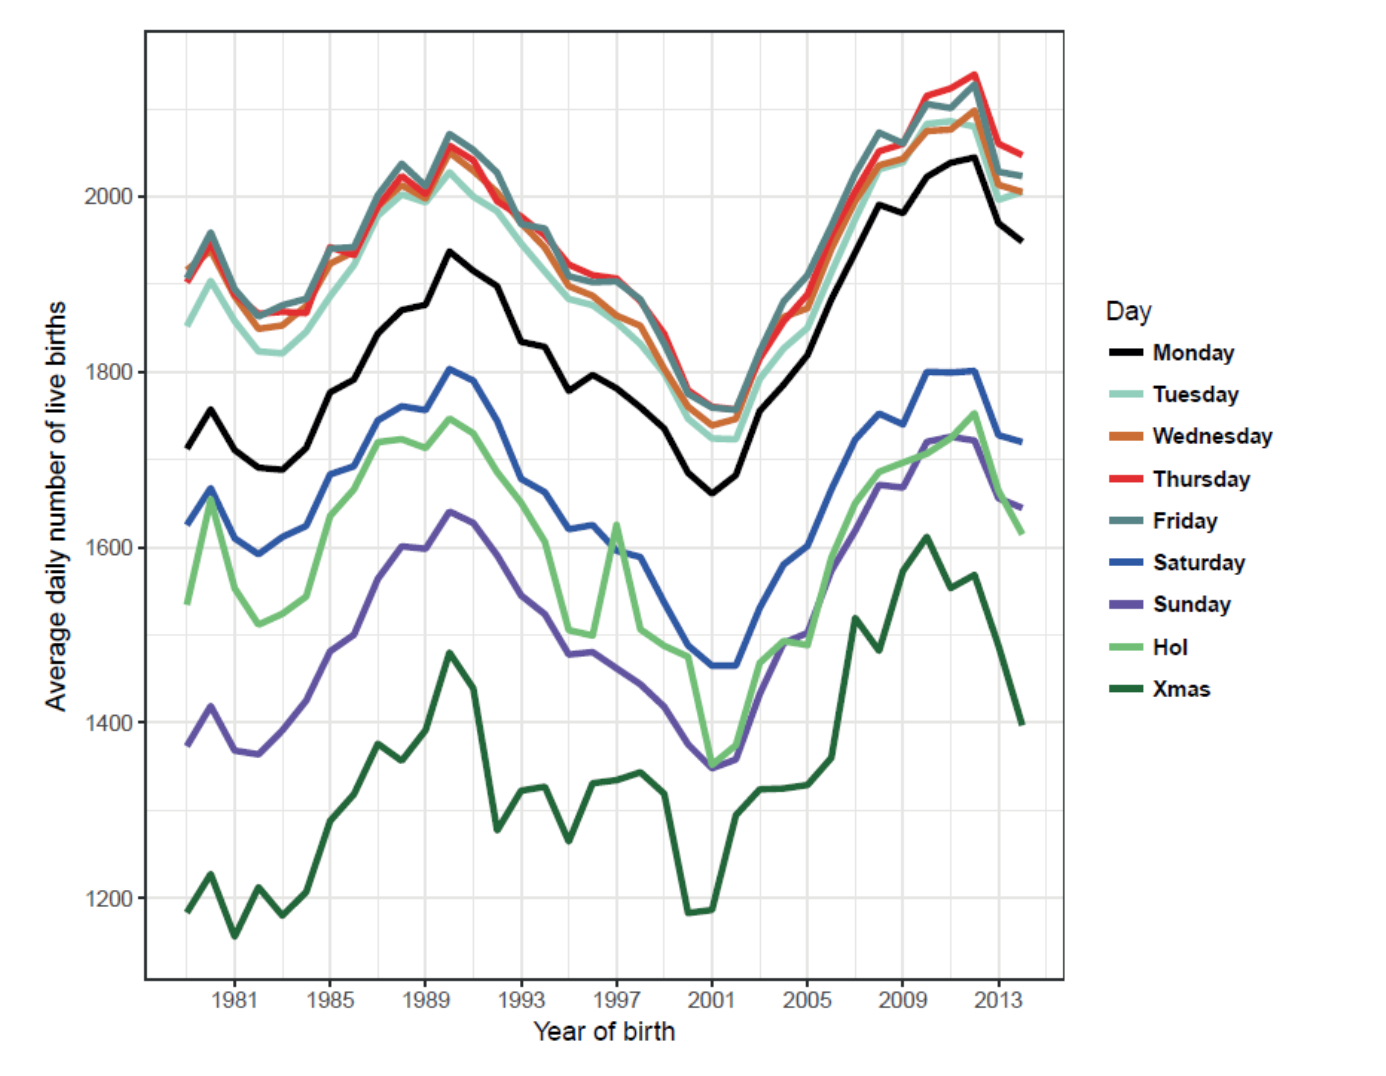 Average daily number of live births
2000
1800
1600
1400
1200
1981 1985 1989 1993 1997 2001 2005 2009 2013
Year of birth
Day
Monday
Tuesday
Wednesday
Thursday
Friday
Saturday
Sunday
Hol
Xmas